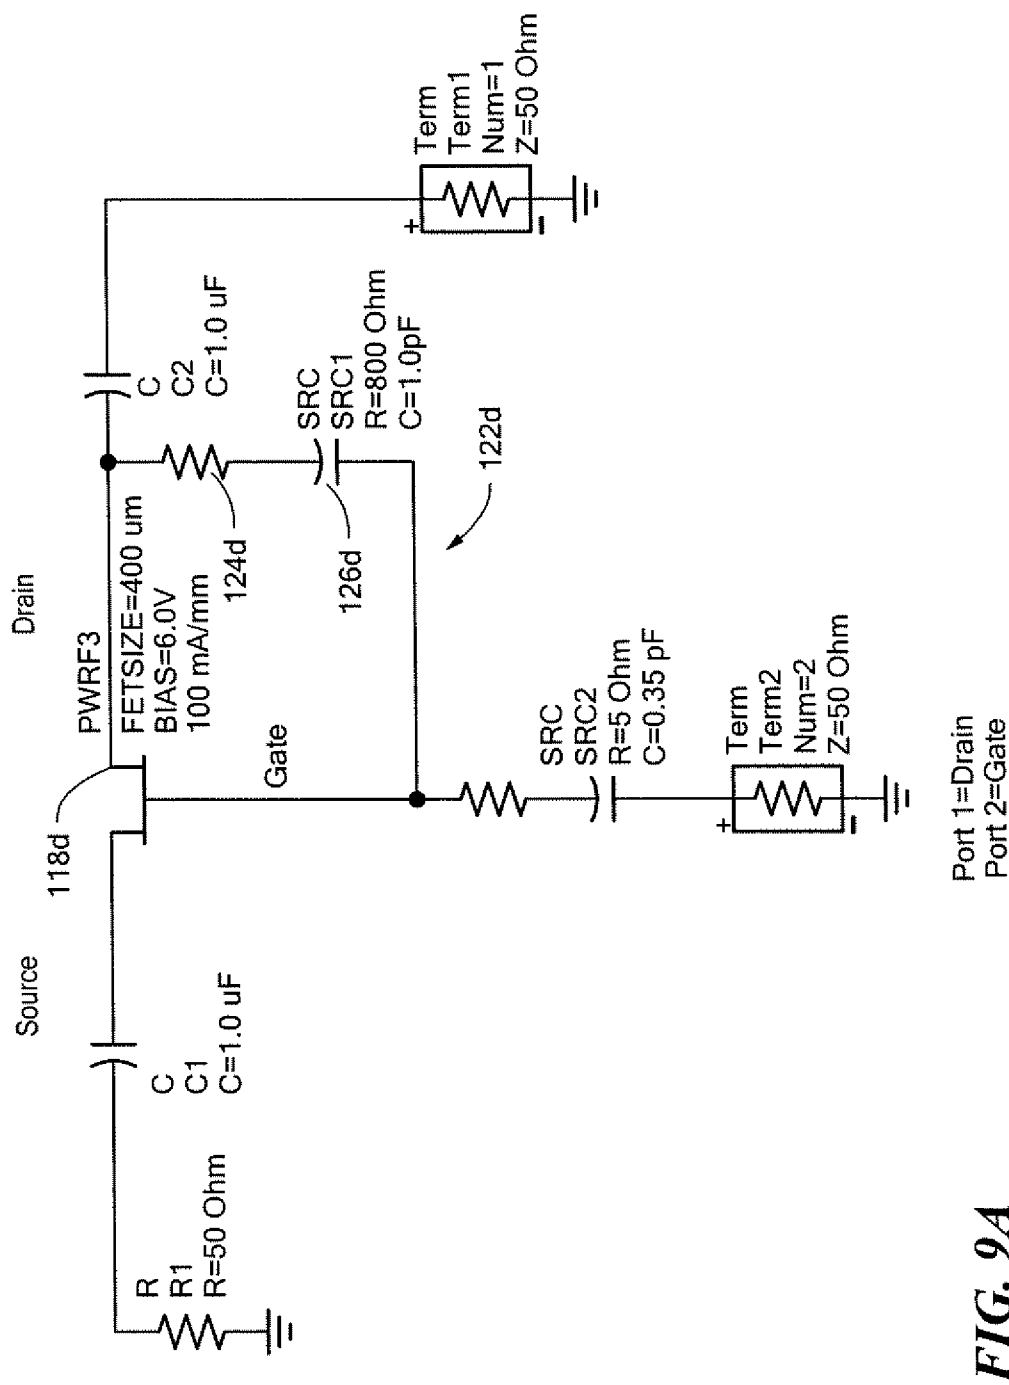 Source
Drain
118d
PWRF3
FETSIZE=400 um
BIAS=6.0V
100 mA/mm
C
C1
C=1.0 uF
R
R1
R=50 Ohm
Gate
C
C2
C=1.0 uF
124d
126d
SRC
SRC1
R=800 Ohm
C=1.0pF
122d
+
Term
Term1
Num=1
Z=50 Ohm
SRC
SRC2
R=5 Ohm
C=0.35 pF
+
Term
Term2
Num=2
Z=50 Ohm
Port 1=Drain
Port 2=Gate
FIG. 9A